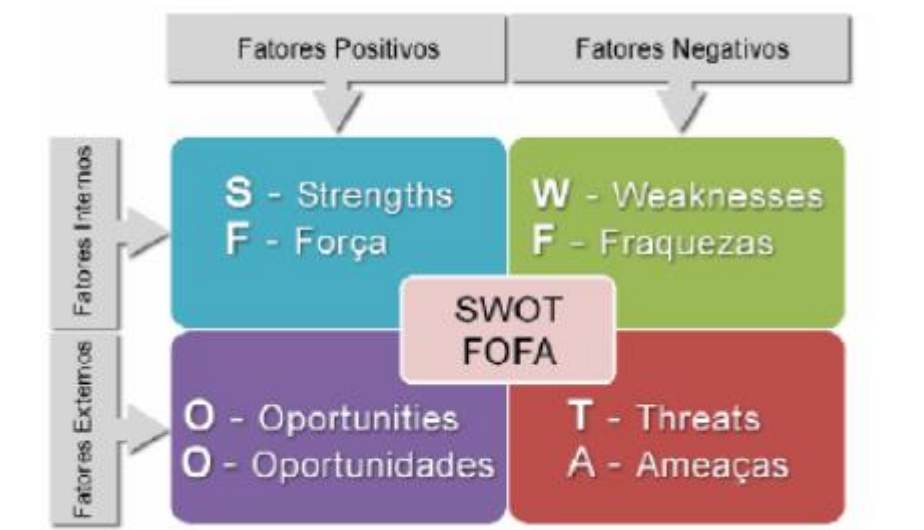 Fatores Positivos
Fatores Negativos
Fatores Internos
S - Strengths
F - Força
W - Weaknesses
F - Fraquezas
SWOT
FOFA
Fatores Externos
O - Oportunities
O - Oportunidades
T - Threats
A - Ameaças